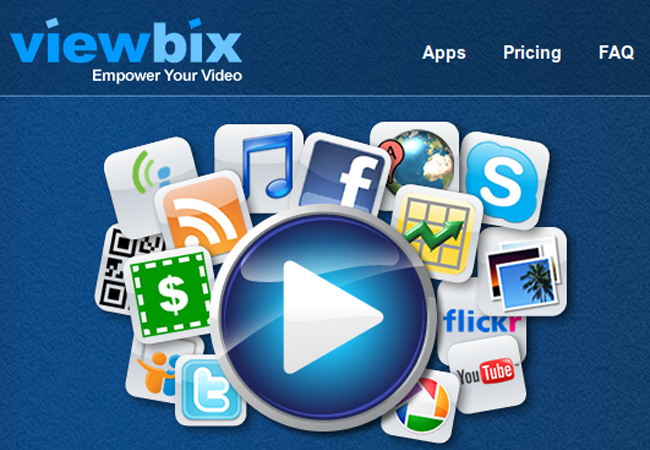 viewbix
Empower Your Video
Apps Pricing FAQ
A
f
S
$
flickr
YouTube
t